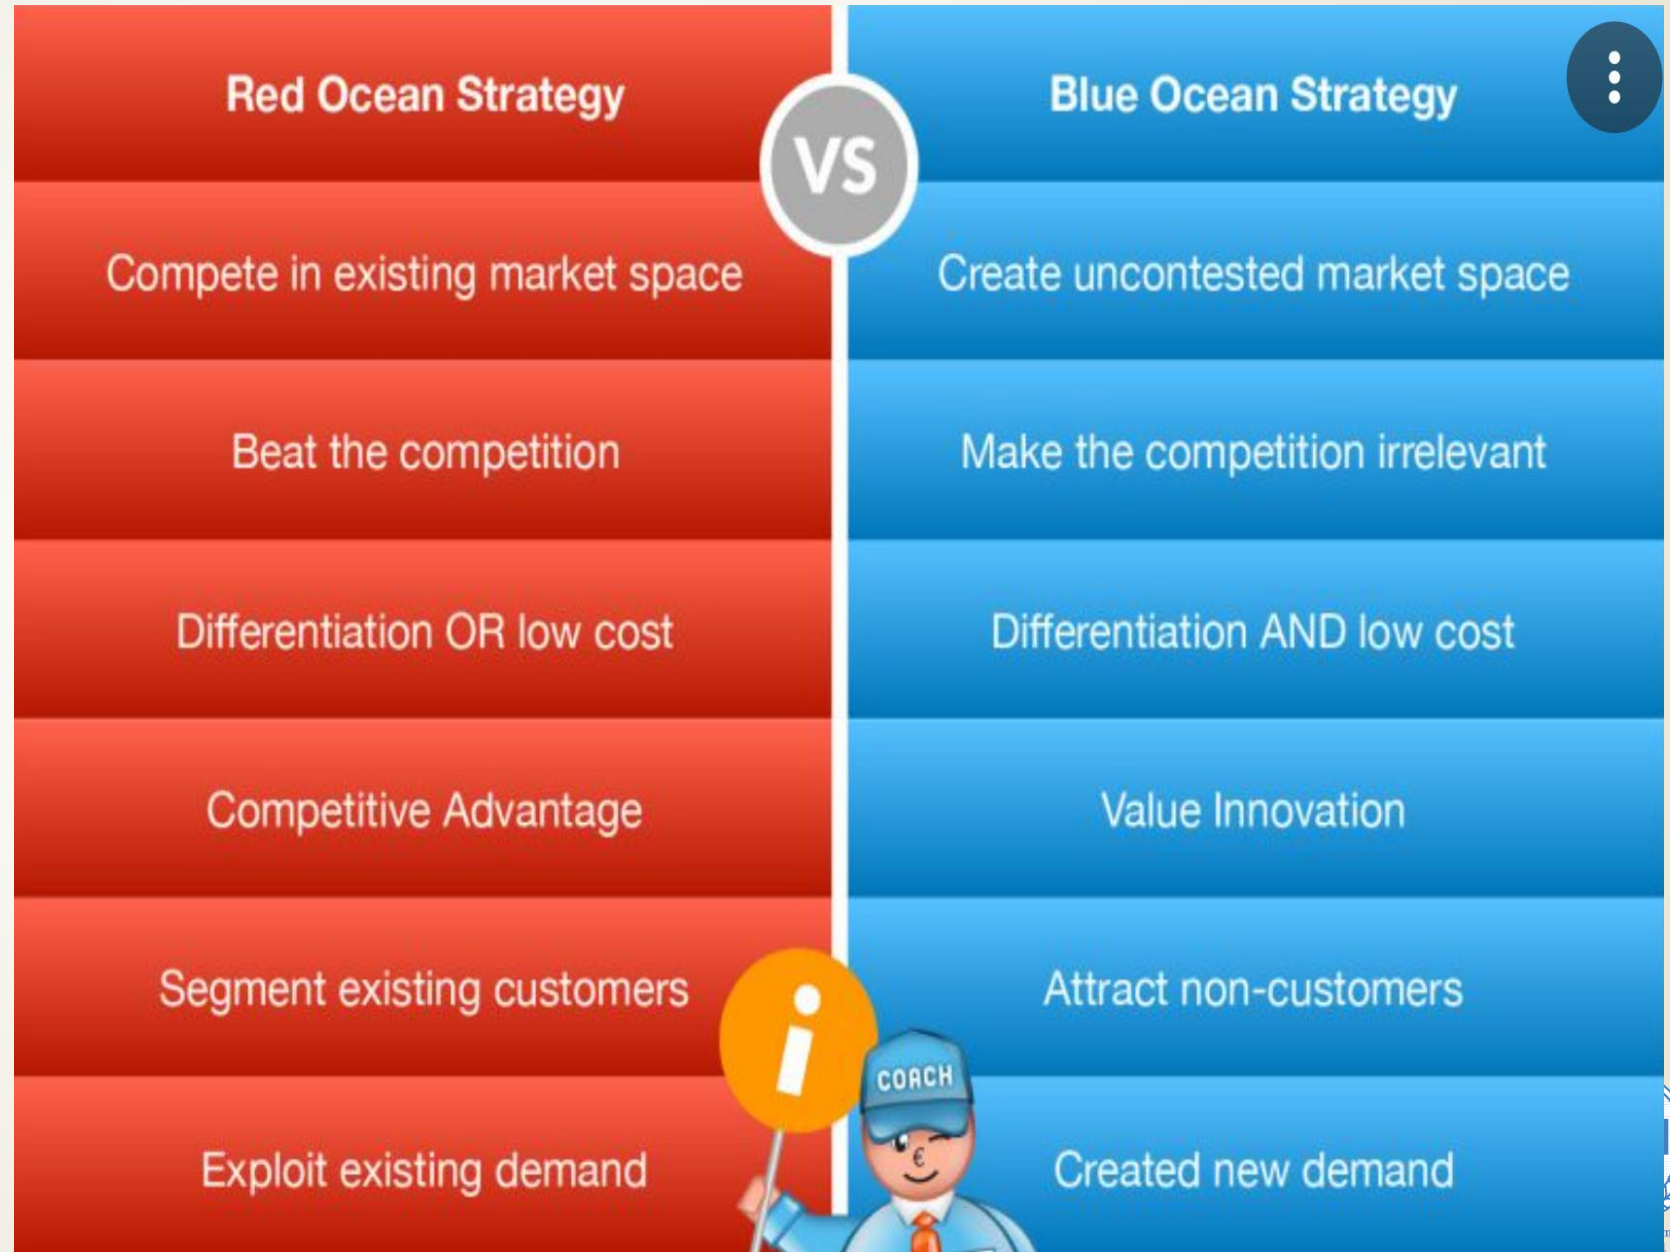 Red Ocean Strategy
VS
Blue Ocean Strategy
Compete in existing market space
Create uncontested market space
Beat the competition
Make the competition irrelevant
Differentiation OR low cost
Differentiation AND low cost
Competitive Advantage
Value Innovation
Segment existing customers
Attract non-customers
i
COACH
Exploit existing demand
Created new demand